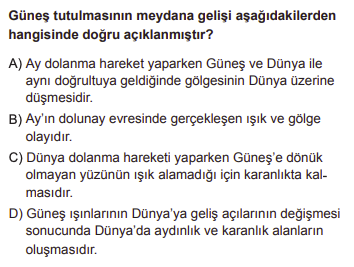 Güneş tutulmasının meydana gelişi aşağıdakilerden
hangisinde doğru açıklanmıştır?
A) Ay dolanma hareket yaparken Güneş ve Dünya ile
aynı doğrultuya geldiğinde gölgesinin Dünya üzerine
düşmesidir.
B) Ay'ın dolunay evresinde gerçekleşen ışık ve gölge
olayıdır.
C) Dünya dolanma hareketi yaparken Güneş'e dönük
olmayan yüzünün ışık alamadığı için karanlıkta kal-
masıdır.
D) Güneş ışınlarının Dünya'ya geliş açılarının değişmesi
sonucunda Dünya'da aydınlık ve karanlık alanların
oluşmasıdır.